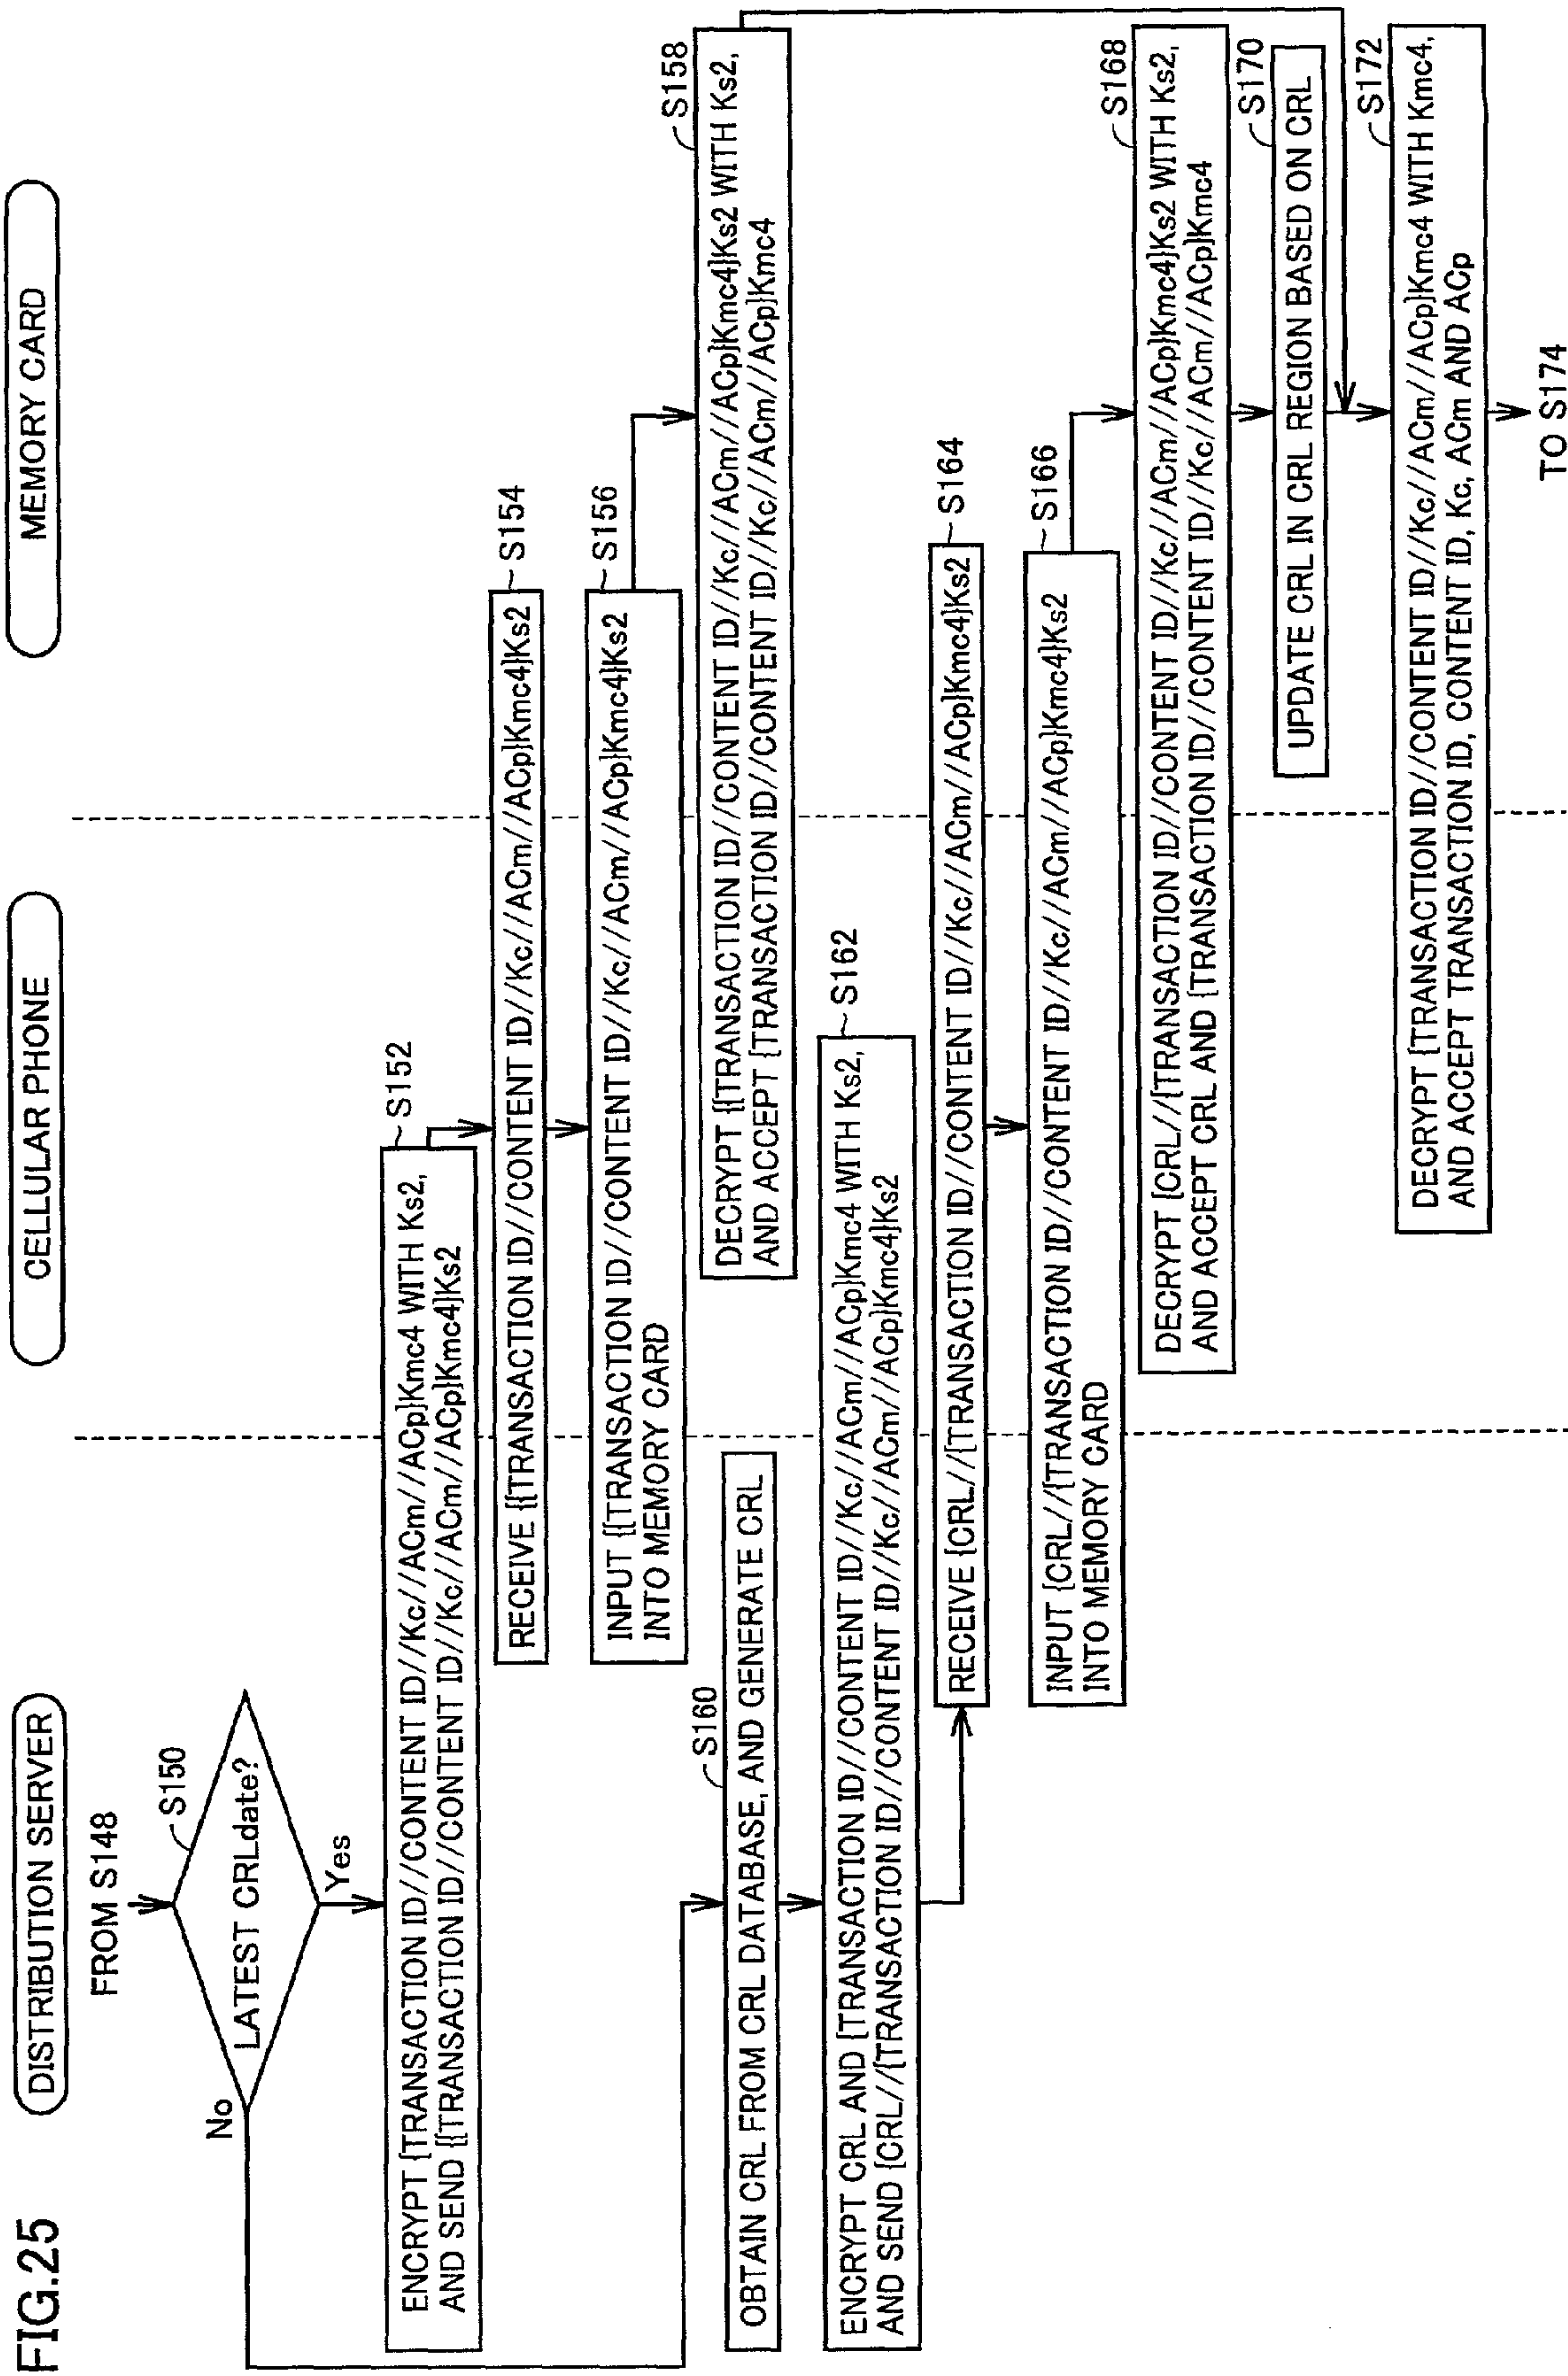 FIG.25
DISTRIBUTION SERVER
CELLULAR PHONE
MEMORY CARD
FROM S148
S150
LATEST CRLdate?
No
Yes
S152
ENCRYPT {TRANSACTION ID//CONTENT ID//Kc//ACm//ACp}Kmc4 WITH Ks2,
AND SEND {{TRANSACTION ID//CONTENT ID//Kc//ACm//ACp}Kmc4}Ks2
S154
RECEIVE {{TRANSACTION ID//CONTENT ID//Kc//ACm//ACp}Kmc4}Ks2
S156
INPUT {{TRANSACTION ID//CONTENT ID//Kc//ACm//ACp}Kmc4}Ks2
INTO MEMORY CARD
S158
DECRYPT {{TRANSACTION ID//CONTENT ID//Kc//ACm//ACp}Kmc4}Ks2 WITH Ks2,
AND ACCEPT {TRANSACTION ID//CONTENT ID//Kc//ACm//ACp}Kmc4
S160
OBTAIN CRL FROM CRL DATABASE, AND GENERATE CRL
S162
ENCRYPT CRL AND {TRANSACTION ID//CONTENT ID//Kc//ACm//ACp}Kmc4 WITH Ks2,
AND SEND {CRL//{TRANSACTION ID//CONTENT ID//Kc//ACm//ACp}Kmc4}Ks2
S164
RECEIVE {CRL//{TRANSACTION ID//CONTENT ID//Kc//ACm//ACp}Kmc4}Ks2
S166
INPUT {CRL//{TRANSACTION ID//CONTENT ID//Kc//ACm//ACp}Kmc4}Ks2
INTO MEMORY CARD
S168
DECRYPT {CRL//{TRANSACTION ID//CONTENT ID//Kc//ACm//ACp}Kmc4}Ks2 WITH Ks2,
AND ACCEPT CRL AND {TRANSACTION ID//CONTENT ID//Kc//ACm//ACp}Kmc4
S170
UPDATE CRL IN CRL REGION BASED ON CRL
S172
DECRYPT {TRANSACTION ID//CONTENT ID//Kc//ACm//ACp}Kmc4 WITH Kmc4,
AND ACCEPT TRANSACTION ID, CONTENT ID, Kc, ACm AND ACp
TO S174